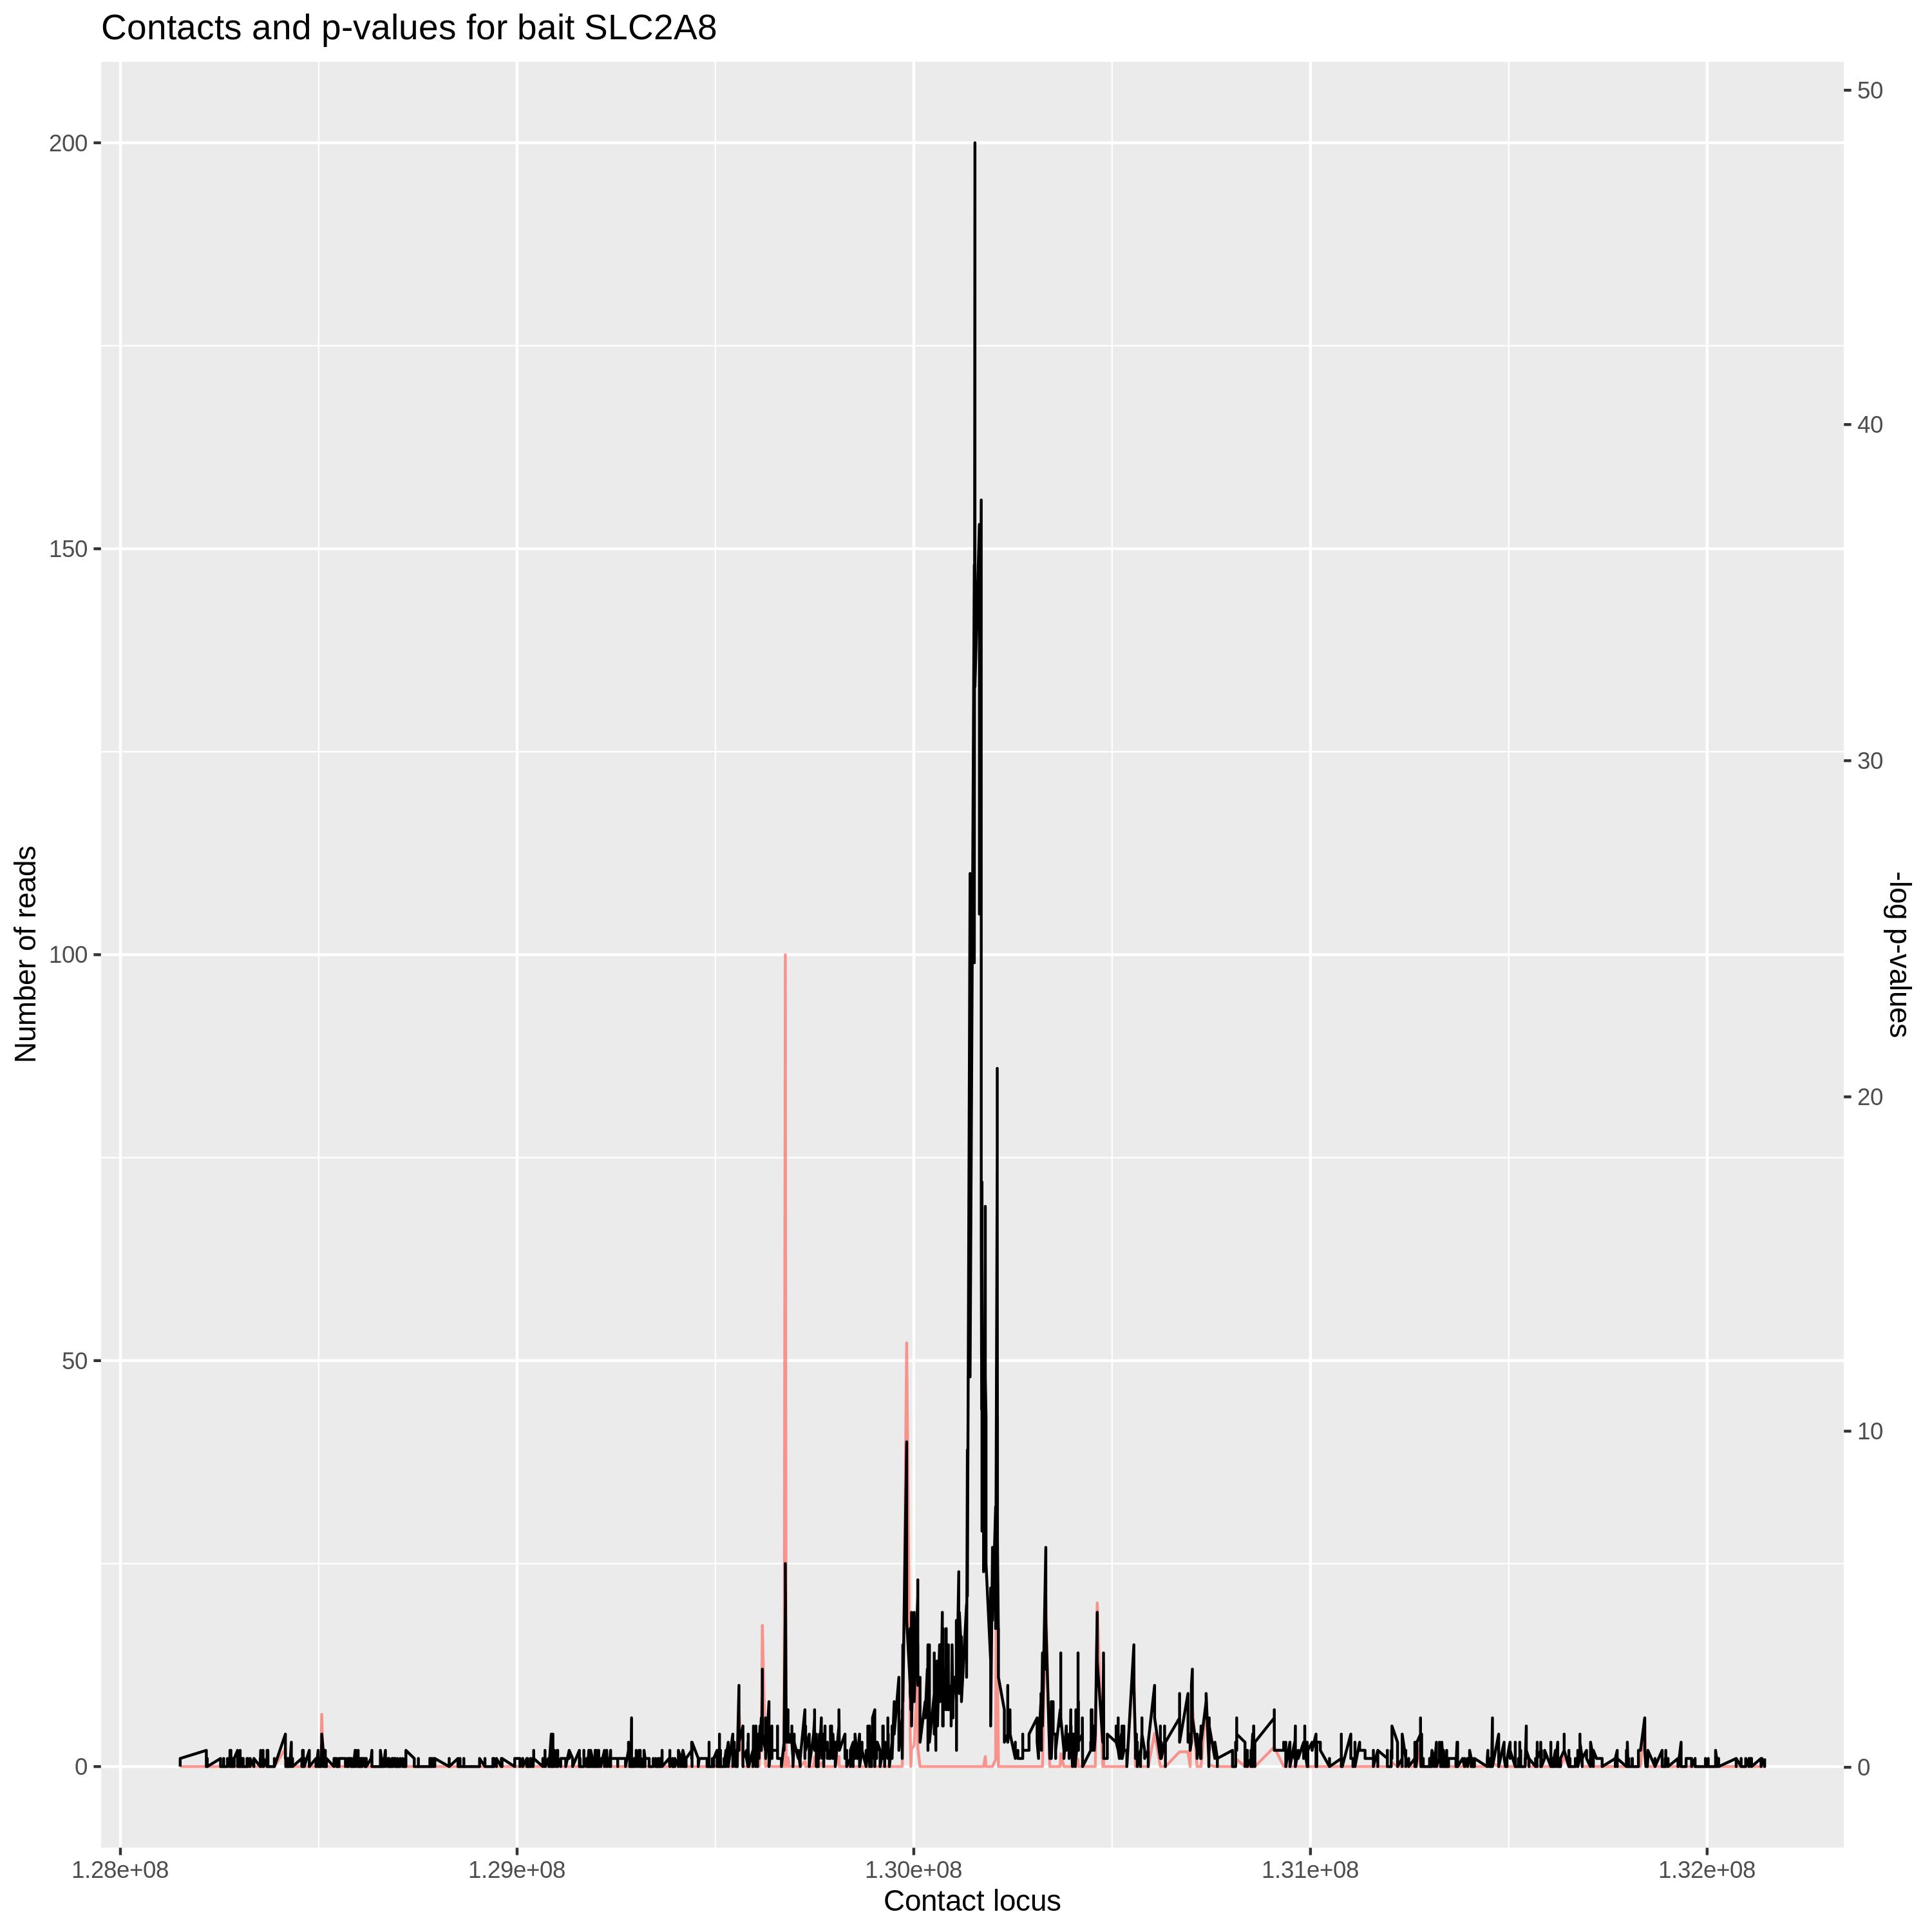 Contacts and p-values for bait SLC2A8
200
150
100
50
0
Number of reads
50
40
30
20
10
0
-log p-values
1.28e+08
1.29e+08
1.30e+08
1.31e+08
1.32e+08
Contact locus